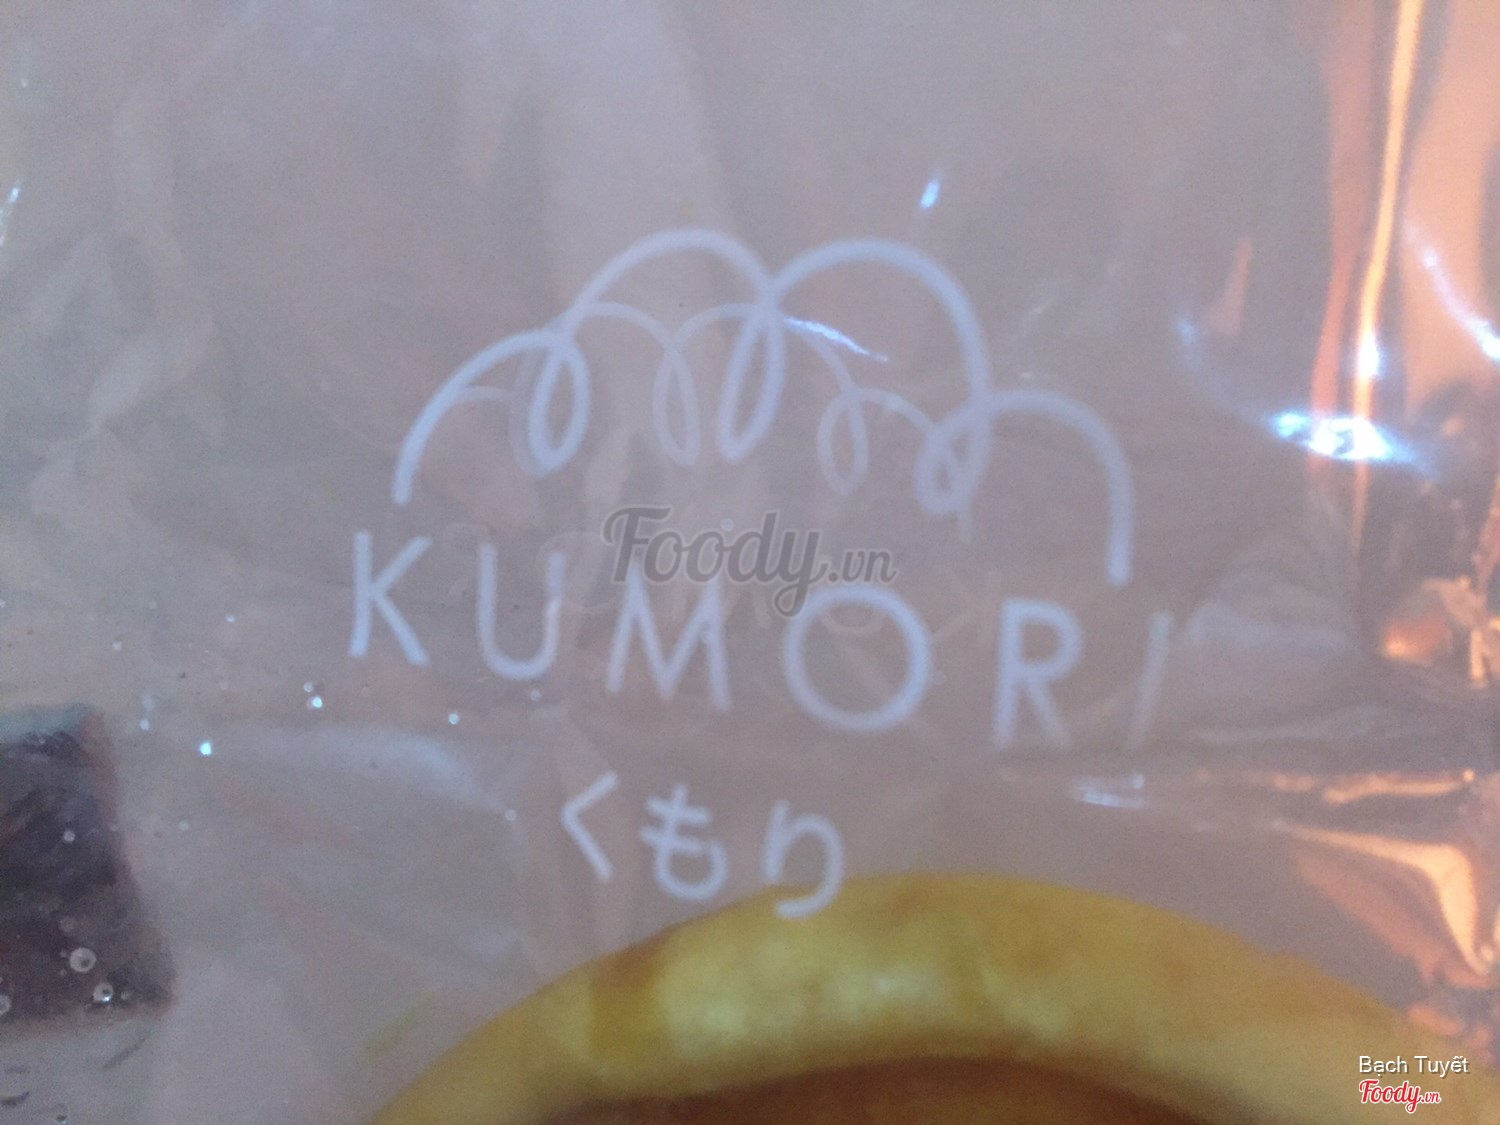 Foody.vn
KUMORI
くもり
Bạch Tuyết
Foody.vn